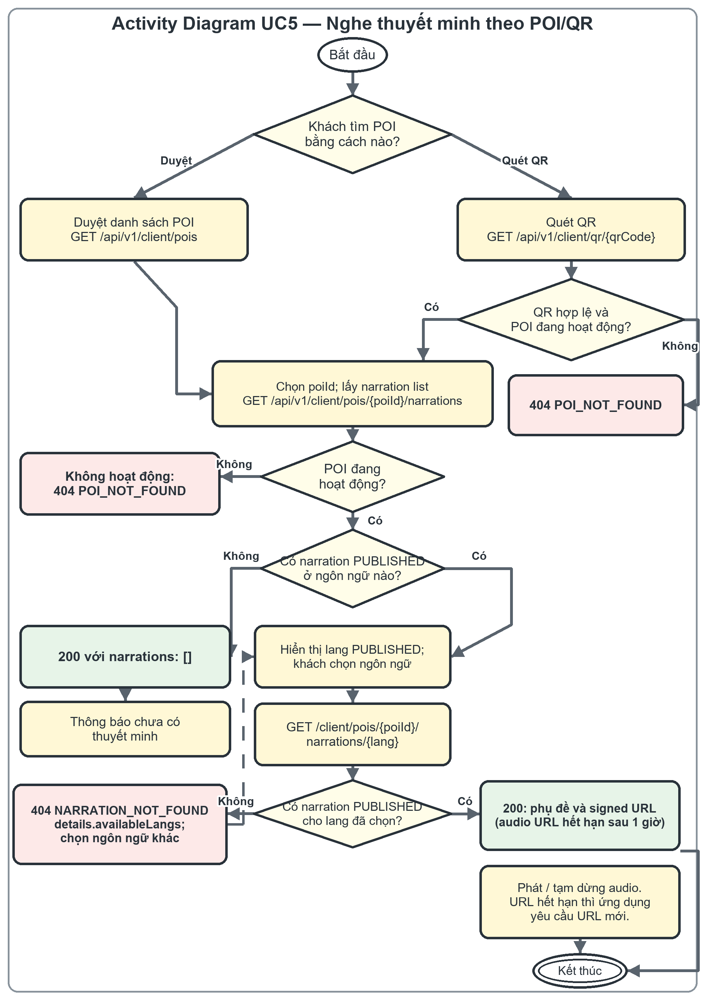 Activity Diagram UC5 — Nghe thuyết minh theo POI/QR
Bắt đầu
Khách tìm POI
bằng cách nào?
Duyệt
Quét QR
Duyệt danh sách POI
GET /api/v1/client/pois
Quét QR
GET /api/v1/client/qr/{qrCode}
Có
QR hợp lệ và
POI đang hoạt động?
Không
Chọn poiId; lấy narration list
GET /api/v1/client/pois/{poiId}/narrations
404 POI_NOT_FOUND
Không hoạt động:
404 POI_NOT_FOUND
Không
POI đang
hoạt động?
Có
Không
Có narration PUBLISHED
ở ngôn ngữ nào?
Có
200 với narrations: []
Hiển thị lang PUBLISHED;
khách chọn ngôn ngữ
Thông báo chưa có
thuyết minh
GET /client/pois/{poiId}/
narrations/{lang}
404 NARRATION_NOT_FOUND
details.availableLangs;
chọn ngôn ngữ khác
Không
Có narration PUBLISHED
cho lang đã chọn?
Có
200: phụ đề và signed URL
(audio URL hết hạn sau 1 giờ)
Phát / tạm dừng audio.
URL hết hạn thì ứng dụng
yêu cầu URL mới.
Kết thúc